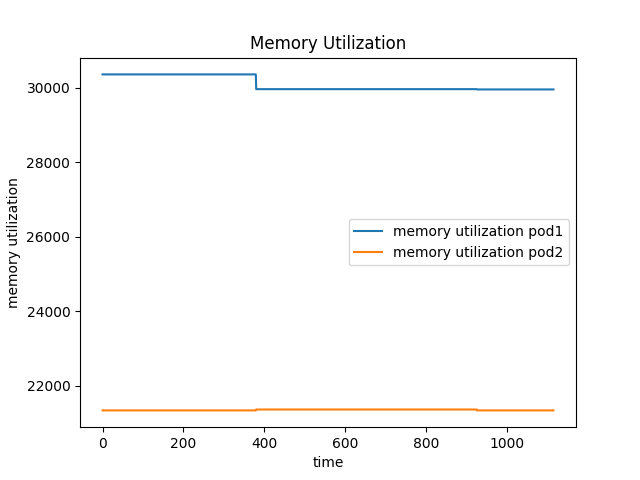 Memory Utilization
30000
28000
26000
24000
22000
memory utilization
memory utilization pod1
memory utilization pod2
0
200
400
600
800
1000
time